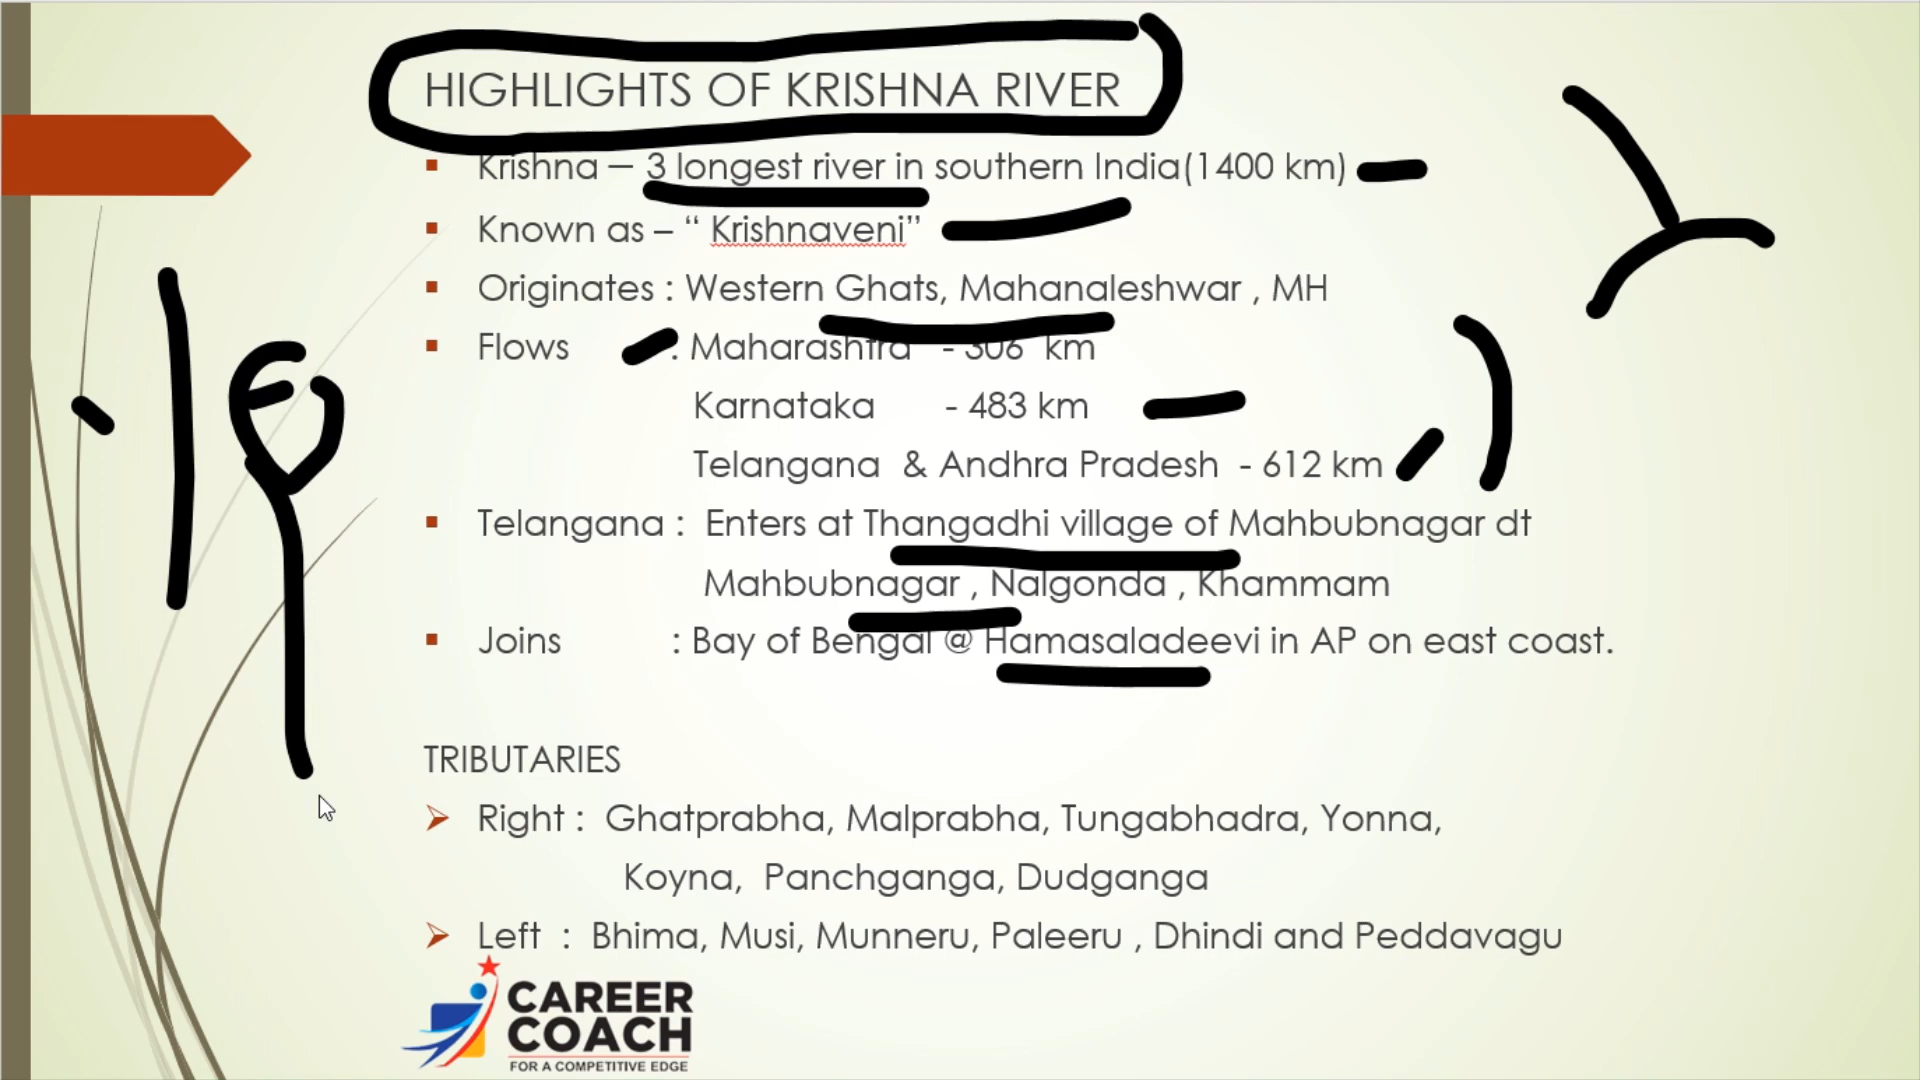 HIGHLIGHTS OF KRISHNA RIVER
Krishna – 3 longest river in southern India(1400 km)
Known as – “ Krishnaveni”
Originates : Western Ghats, Mahanaleshwar , MH
Flows : Maharashtra - 306 km
Karnataka - 483 km
Telangana & Andhra Pradesh - 612 km
Telangana : Enters at Thangadhi village of Mahbubnagar dt
Mahbubnagar , Nalgonda , Khammam
Joins : Bay of Bengal @ Hamasaladeevi in AP on east coast.
TRIBUTARIES
Right : Ghatprabha, Malprabha, Tungabhadra, Yonna,
Koyna, Panchganga, Dudganga
Left : Bhima, Musi, Munneru, Paleeru , Dhindi and Peddavagu
CAREER
COACH
FOR A COMPETITIVE EDGE